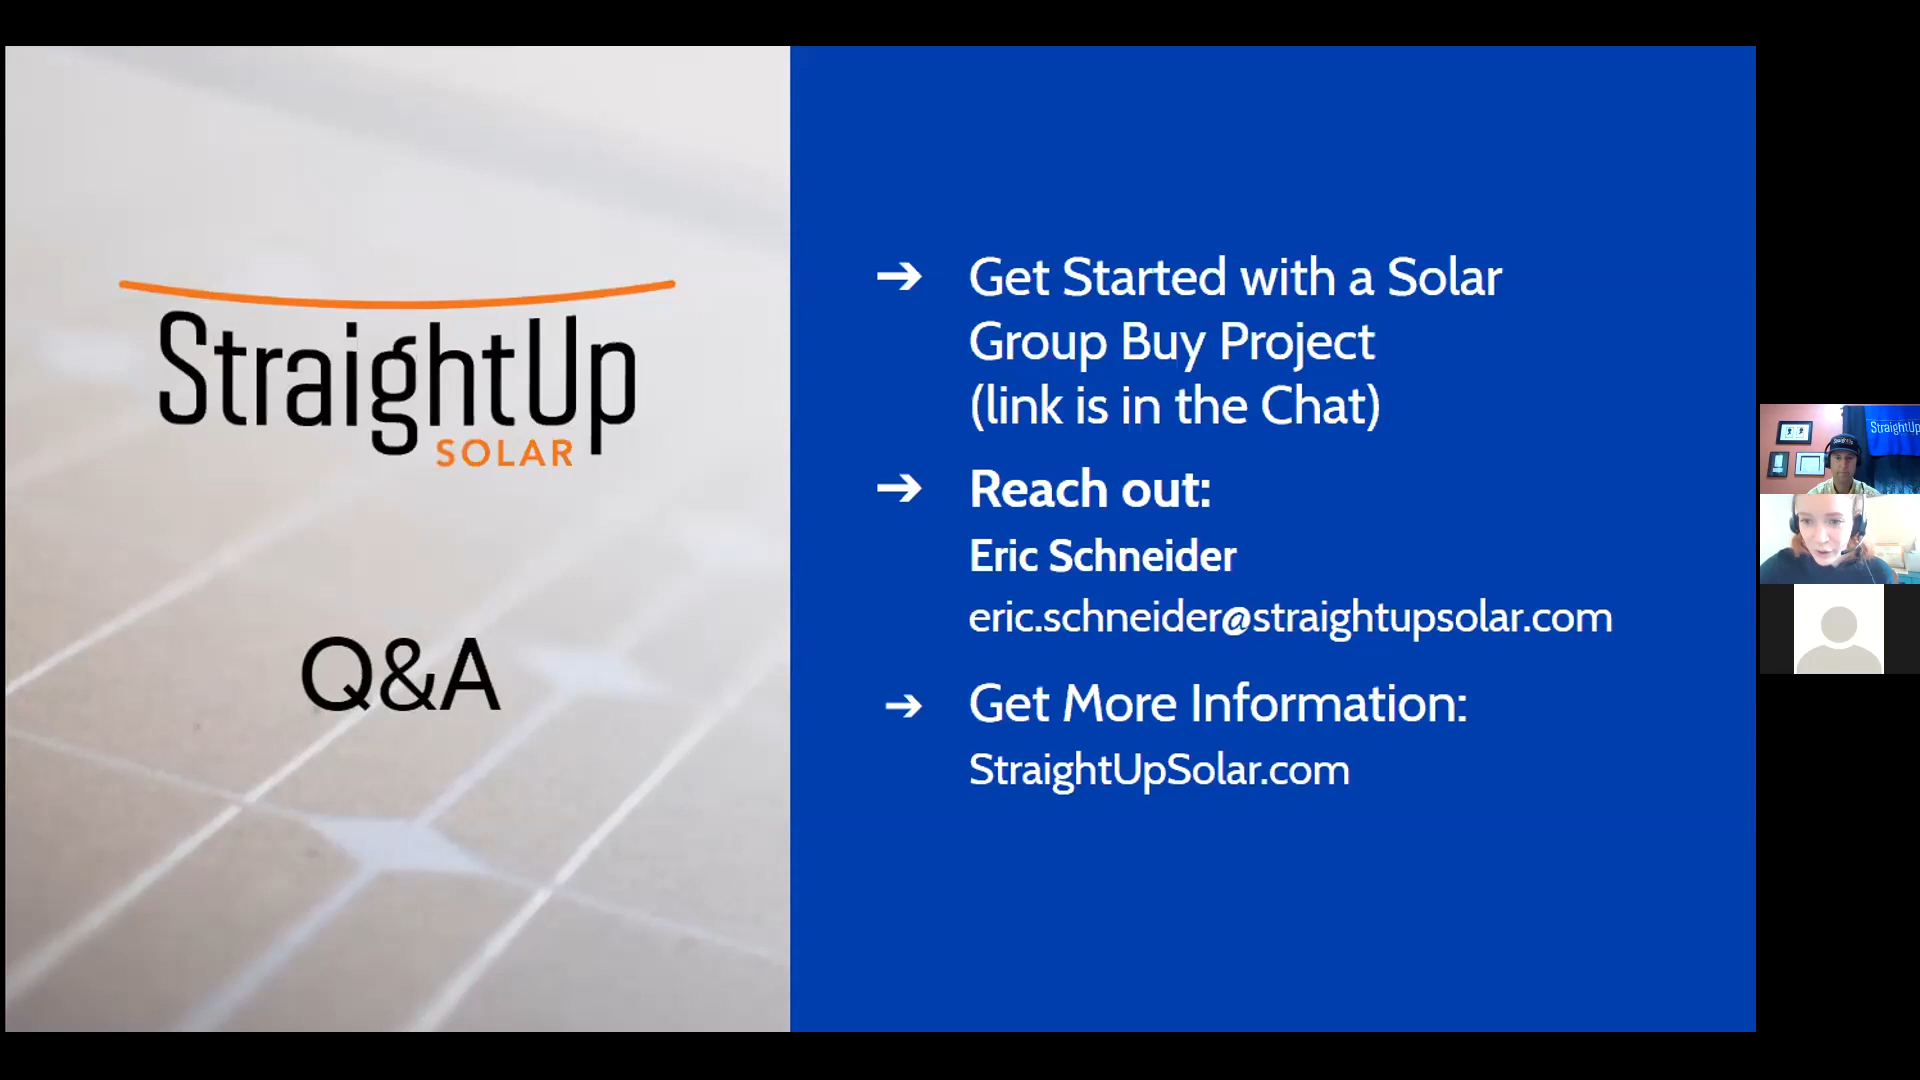 StraightUp
SOLAR
Q&A
➔ Get Started with a Solar
Group Buy Project
(link is in the Chat)
➔ Reach out:
Eric Schneider
eric.schneider@straightupsolar.com
➔ Get More Information:
StraightUpSolar.com
StraightUp